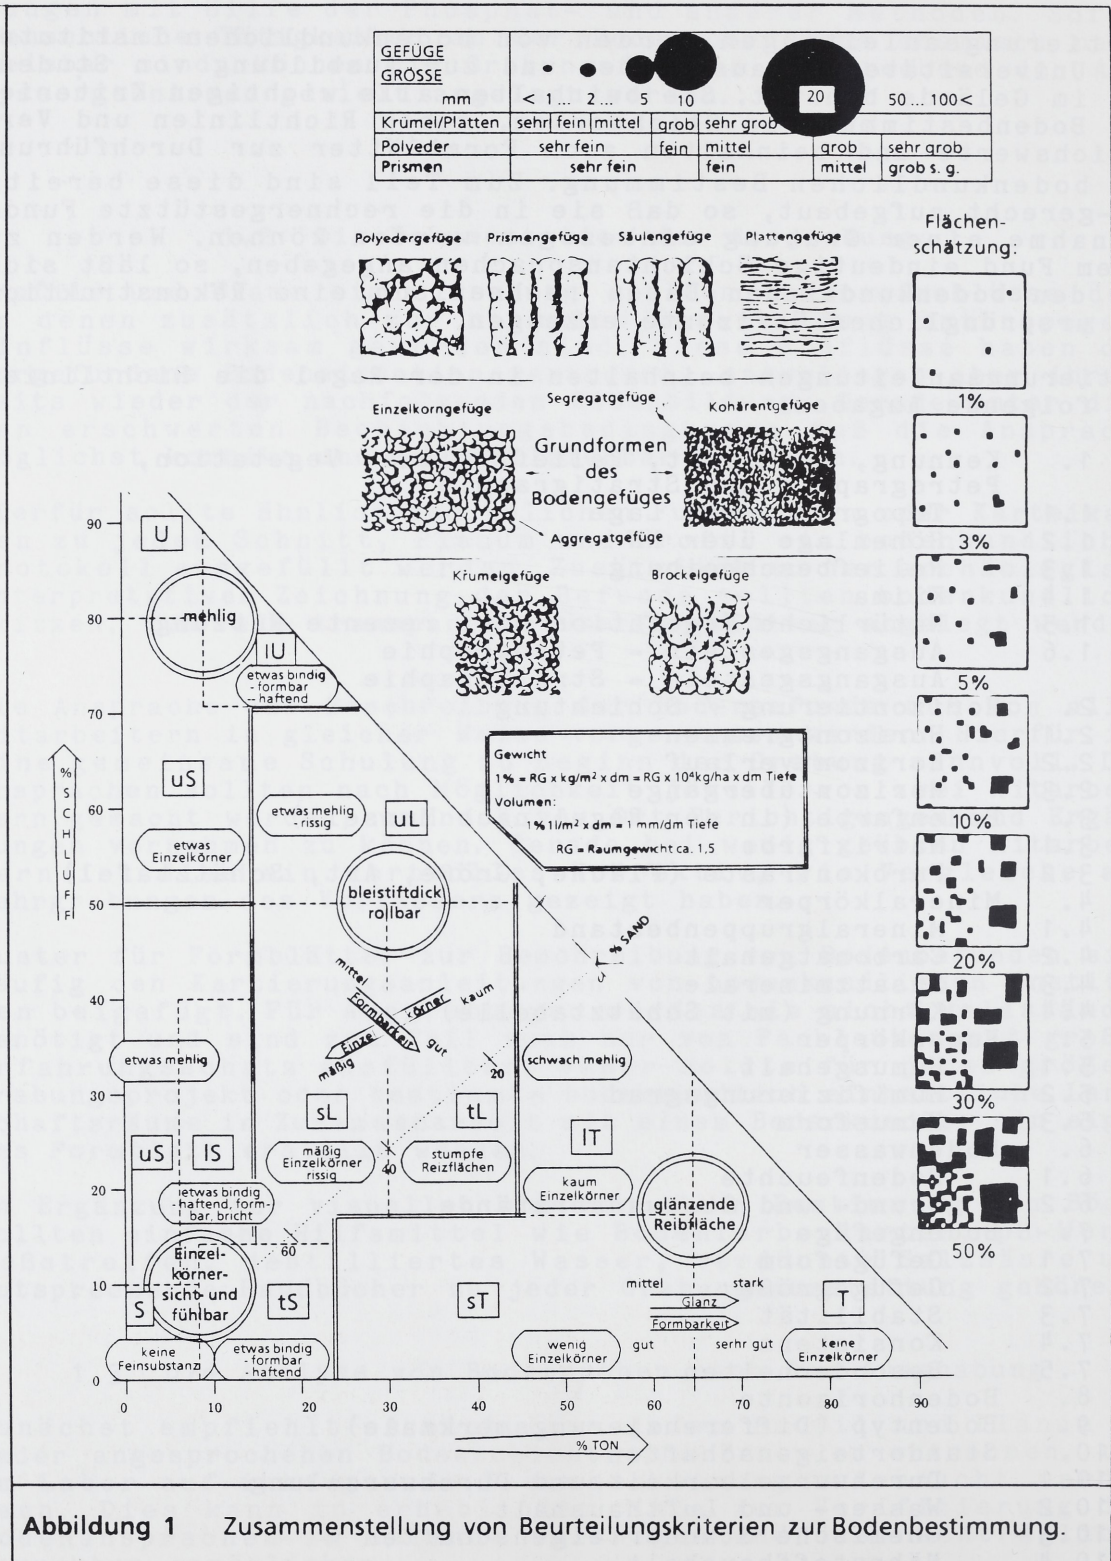 GEFÜGE
GRÖSSE
mm < 1 ... 2 ... 5 10 20 50 ... 100<
Krümel/Platten sehr fein mittel grob sehr grob
Polyeder sehr fein fein mittel grob sehr grob
Prismen sehr fein fein mittel grob s. g.
Flächen-
schätzung:
Polyedergefüge Prismengefüge Säulengefüge Plattengefüge
1%
Segregatgefüge
Einzelkorngefüge Kohärentgefüge
Grundformen
des
Bodengefüges
Aggregatgefüge
3%
Krumelgefüge Bröckelgefüge
5%
10%
20%
30%
50%
Gewicht
1% = RG x kg/m² x dm = RG x 10⁴kg/ha x dm Tiefe
Volumen:
1% 1l/m² x dm = 1 mm/dm Tiefe
RG = Raumgewicht ca. 1,5
% SCHLUFF
90
80
70
60
50
40
30
20
10
0
U
mehlig
lU
etwas bindig
- formbar
- haftend
uS
etwas
Einzelkörner
etwas mehlig
- rissig
uL
bleistiftdick
rollbar
% SAND
mittel
Formbarkeit
gut
mäßig
Einzel
körner
kaum
20
40
60
etwas mehlig
schwach mehlig
uS
lS
sL
tL
lT
mäßig
Einzelkörner
rissig
stumpfe
Reizflächen
kaum
Einzelkörner
etwas bindig
- haftend, form-
bar, bricht
glänzende
Reibfläche
Einzel-
körner-
sicht- und
fühlbar
S
tS
sT
T
mittel stark
Glanz
Formbarkeit
gut serhr gut
keine
Feinsubstanz
etwas bindig
- formbar
- haftend
wenig
Einzelkörner
keine
Einzelkörner
0 10 20 30 40 50 60 70 80 90
% TON
Abbildung 1 Zusammenstellung von Beurteilungskriterien zur Bodenbestimmung.